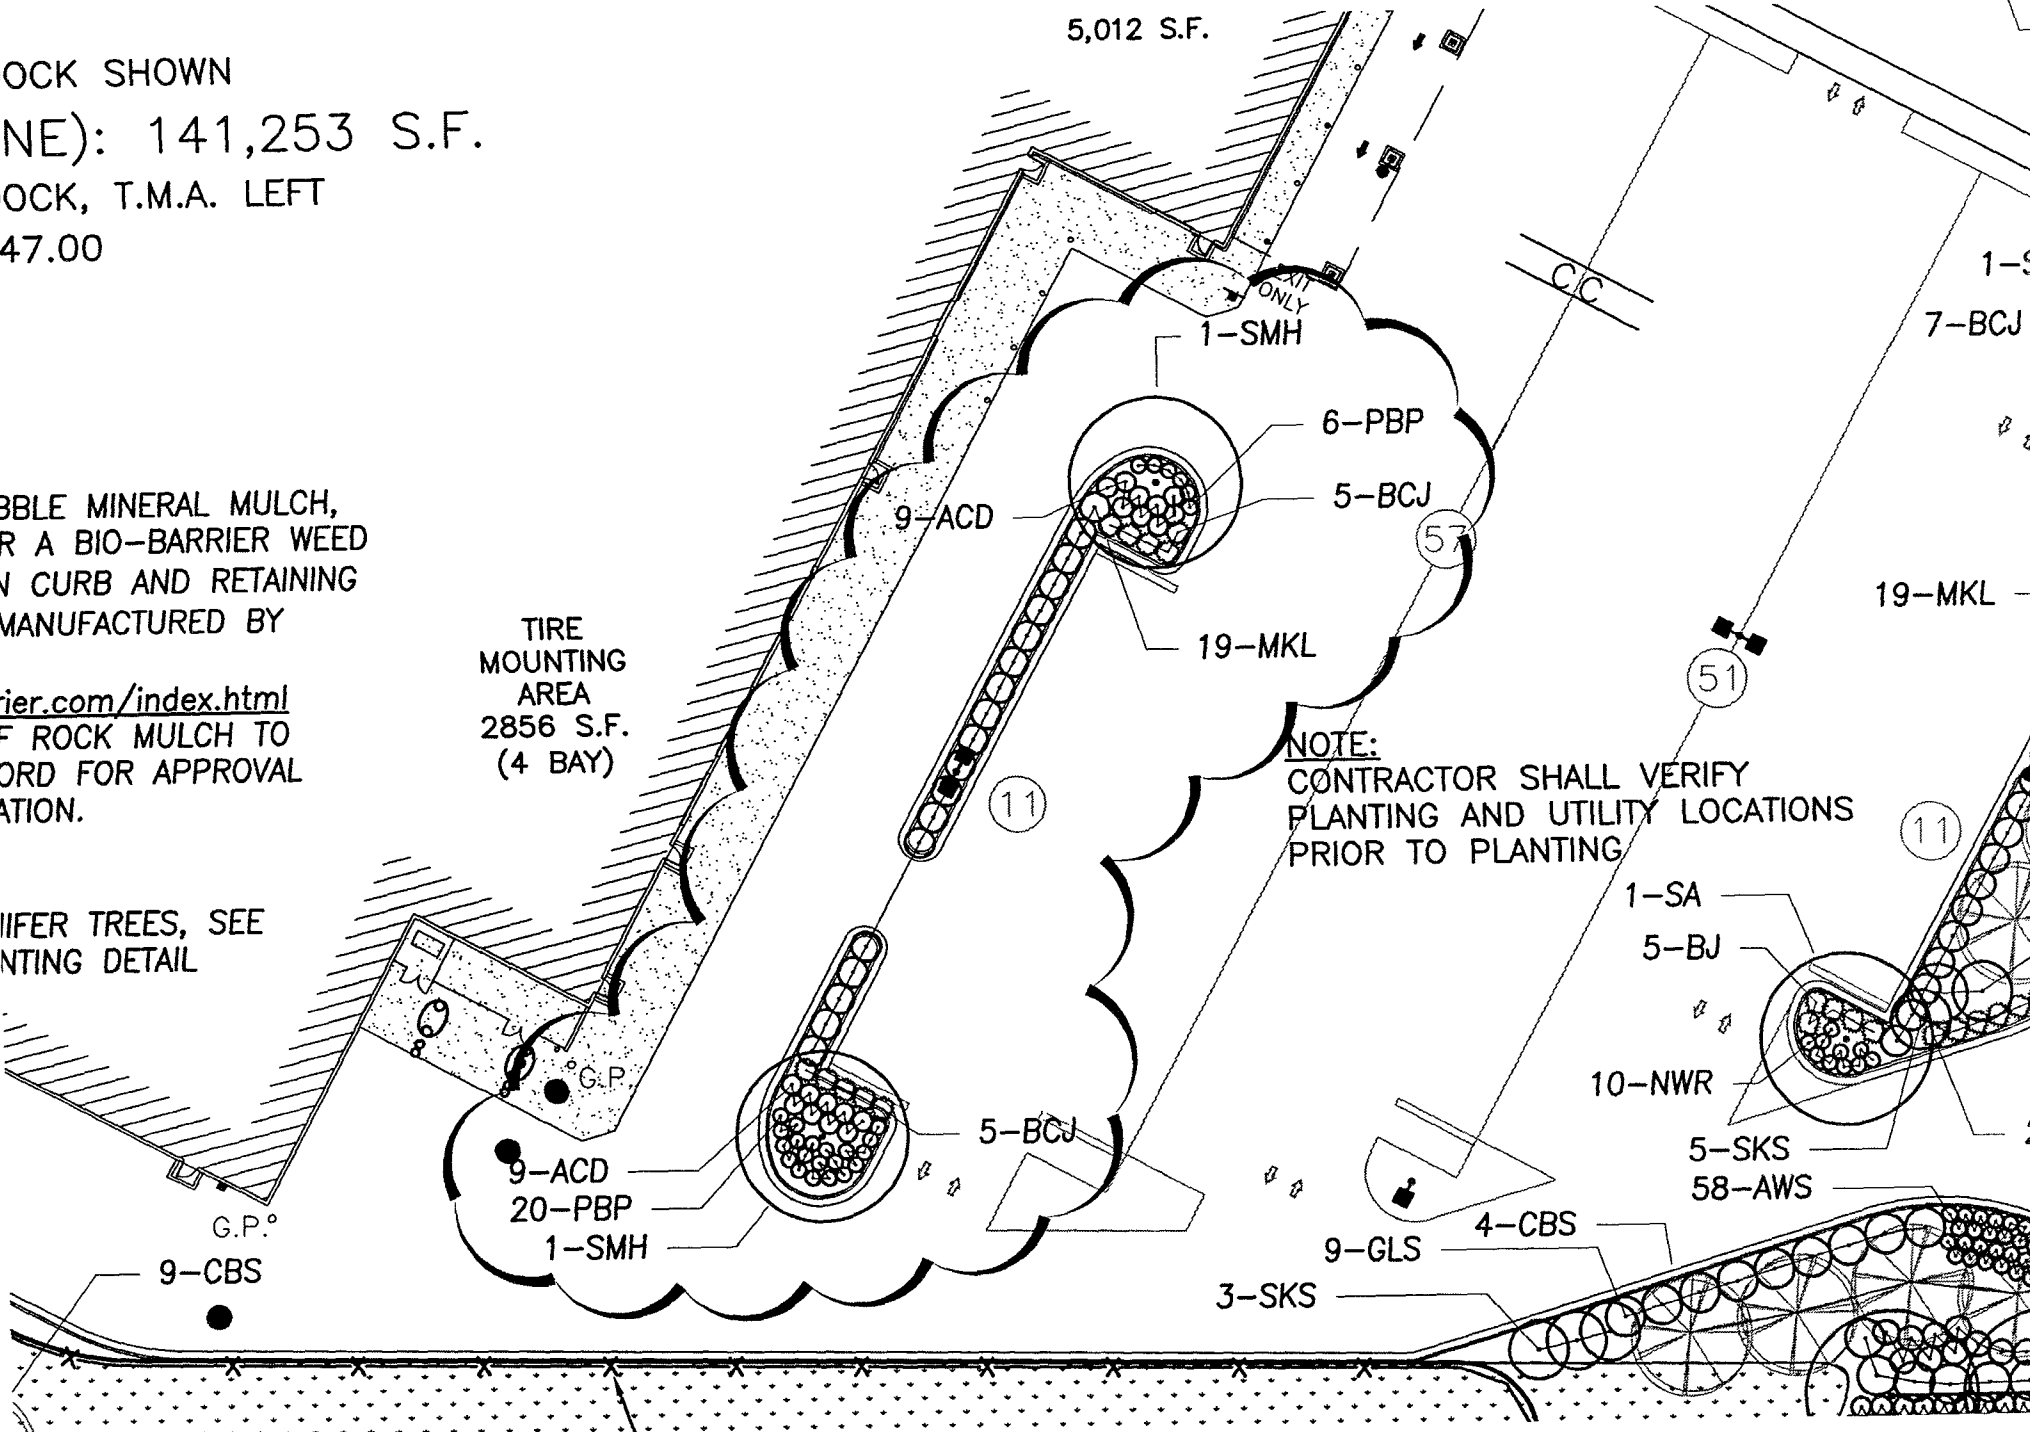 5,012 S.F.
OCK SHOWN
NE): 141,253 S.F.
OCK, T.M.A. LEFT
47.00
EXIT
ONLY
CC
1-S
7-BCJ
1-SMH
6-PBP
5-BCJ
9-ACD
57
BBLE MINERAL MULCH,
R A BIO-BARRIER WEED
N CURB AND RETAINING
MANUFACTURED BY
rier.com/index.html
F ROCK MULCH TO
ORD FOR APPROVAL
ATION.
TIRE
MOUNTING
AREA
2856 S.F.
(4 BAY)
19-MKL
19-MKL
51
11
11
NOTE:
CONTRACTOR SHALL VERIFY
PLANTING AND UTILITY LOCATIONS
PRIOR TO PLANTING
NIFER TREES, SEE
NTING DETAIL
1-SA
5-BJ
10-NWR
5-SKS
58-AWS
G.P.
5-BCJ
9-ACD
20-PBP
1-SMH
G.P.
9-CBS
4-CBS
9-GLS
3-SKS